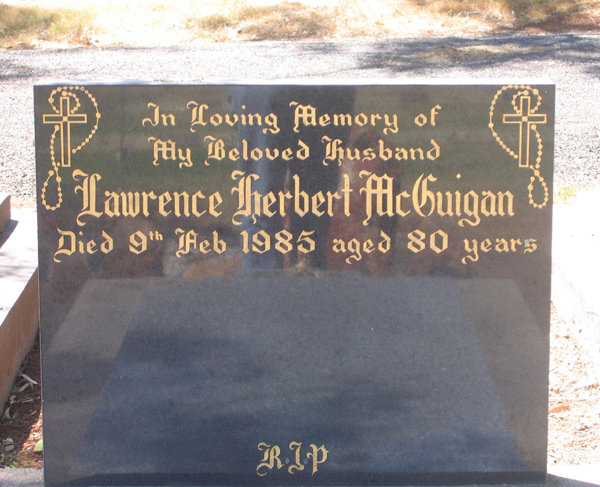 In Loving Memory of
My Beloved Husband
Lawrence Herbert McGuigan
Died 9th Feb 1985 aged 80 years
R.I.P